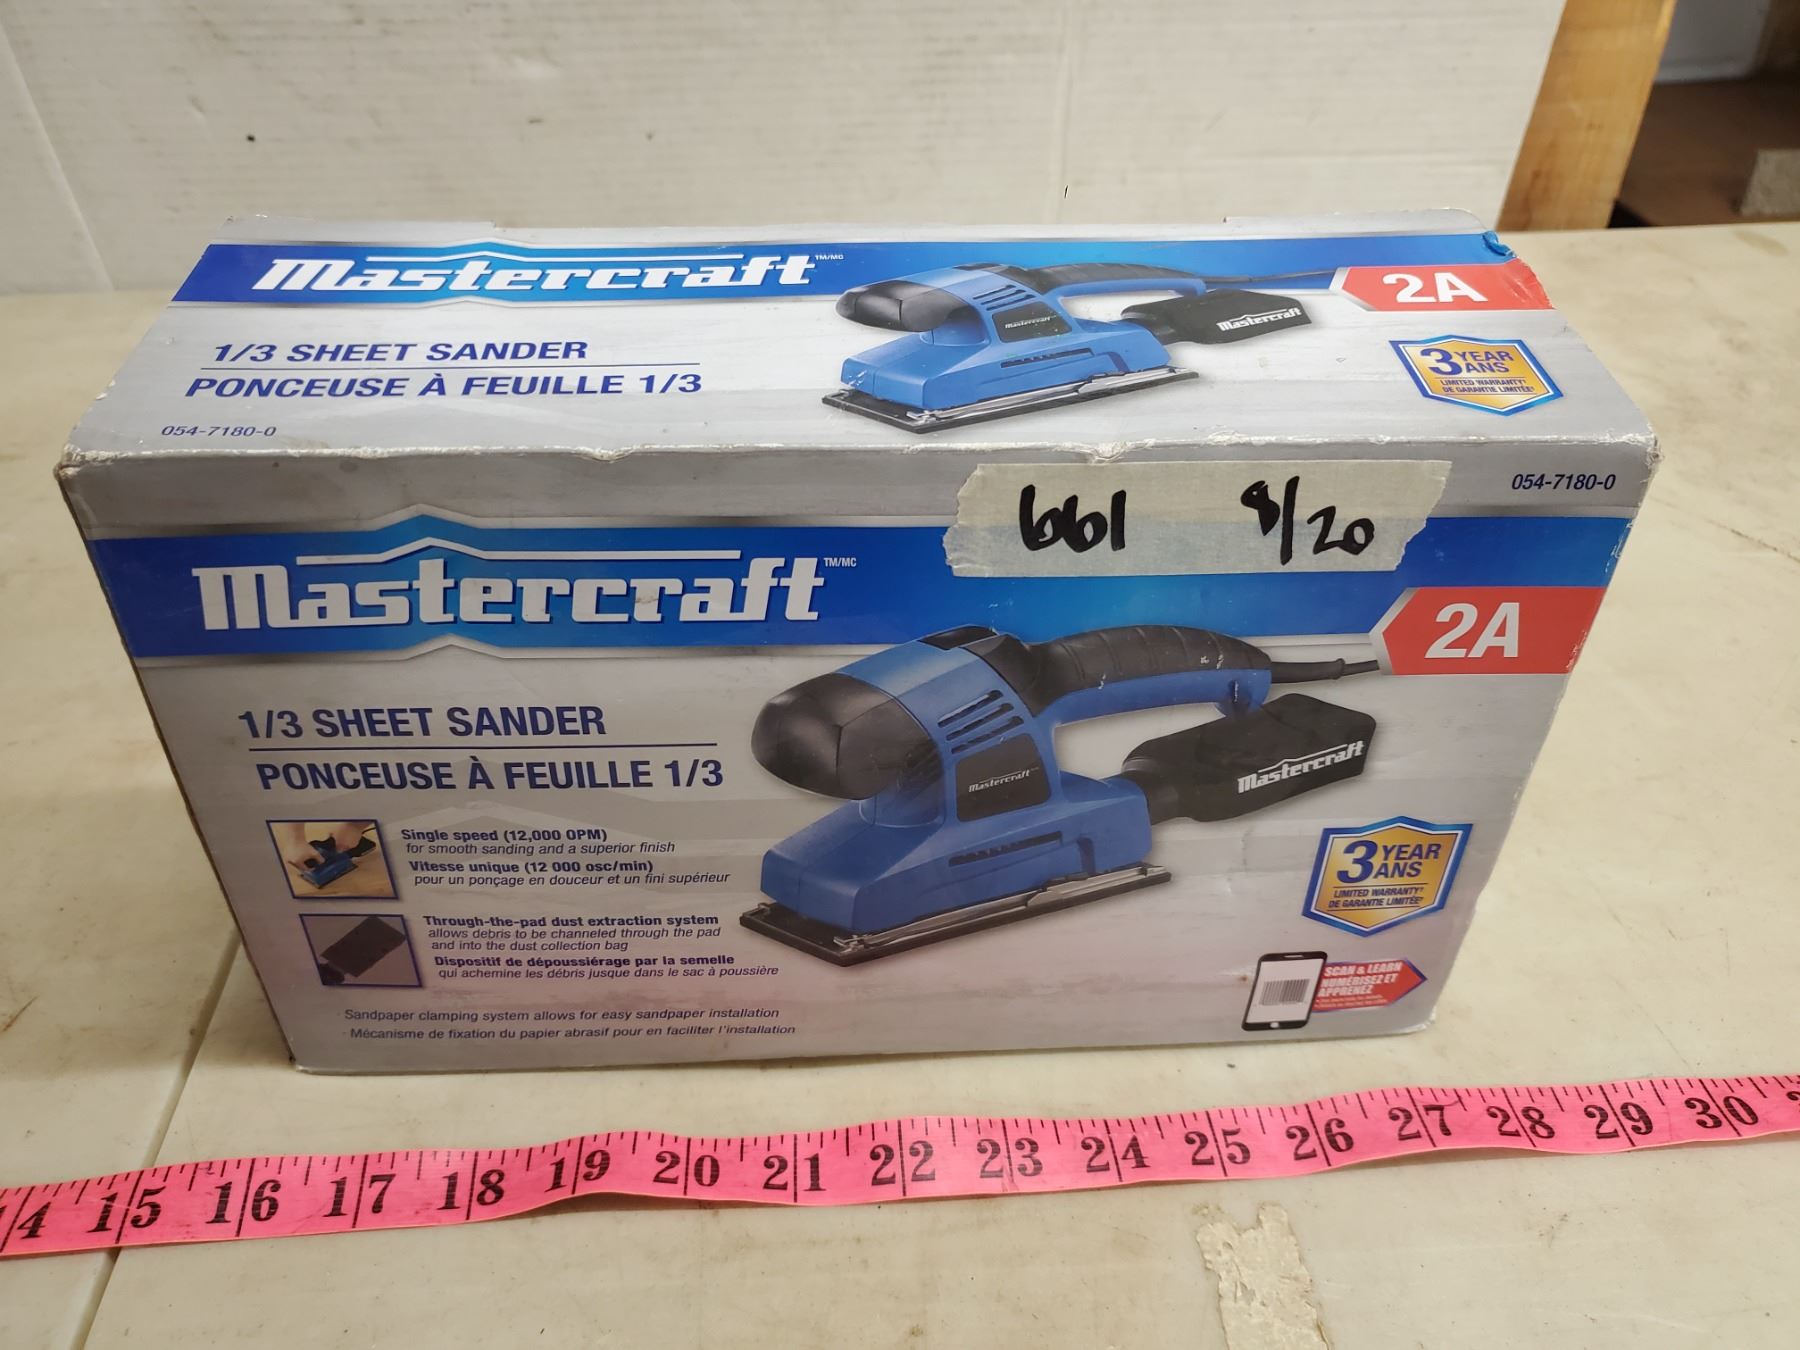 Mastercraft TM/MC
2A
1/3 SHEET SANDER
PONCEUSE À FEUILLE 1/3
054-7180-0
Mastercraft
Mastercraft
3 YEAR
ANS
LIMITED WARRANTY†
DE GARANTIE LIMITÉE†
661 8/20
054-7180-0
Mastercraft TM/MC
2A
1/3 SHEET SANDER
PONCEUSE À FEUILLE 1/3
Mastercraft
Mastercraft
Single speed (12,000 OPM)
for smooth sanding and a superior finish
Vitesse unique (12 000 osc/min)
pour un ponçage en douceur et un fini supérieur
Through-the-pad dust extraction system
allows debris to be channeled through the pad
and into the dust collection bag
Dispositif de dépoussiérage par la semelle
qui achemine les débris jusque dans le sac à poussière
· Sandpaper clamping system allows for easy sandpaper installation
· Mécanisme de fixation du papier abrasif pour en faciliter l'installation
3 YEAR
ANS
LIMITED WARRANTY†
DE GARANTIE LIMITÉE†
SCAN & LEARN
NUMÉRISEZ ET
APPRENEZ
14 15 16 17 18 19 20 21 22 23 24 25 26 27 28 29 30